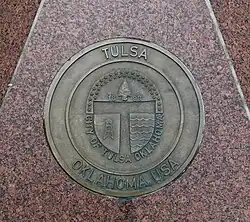 TULSA
CITY OF TULSA OKLAHOMA
OKLAHOMA, USA